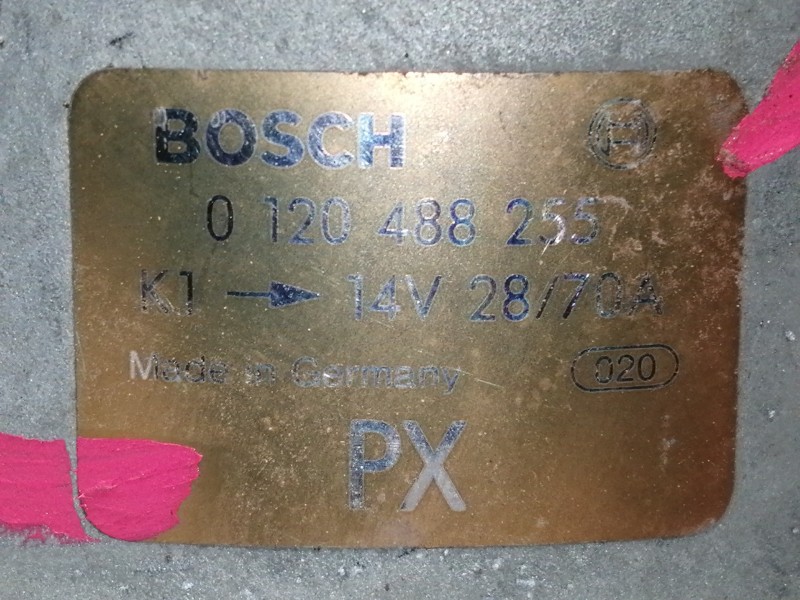 BOSCH
0 120 488 255
K1 → 14V 28/70A
Made in Germany 020
PX